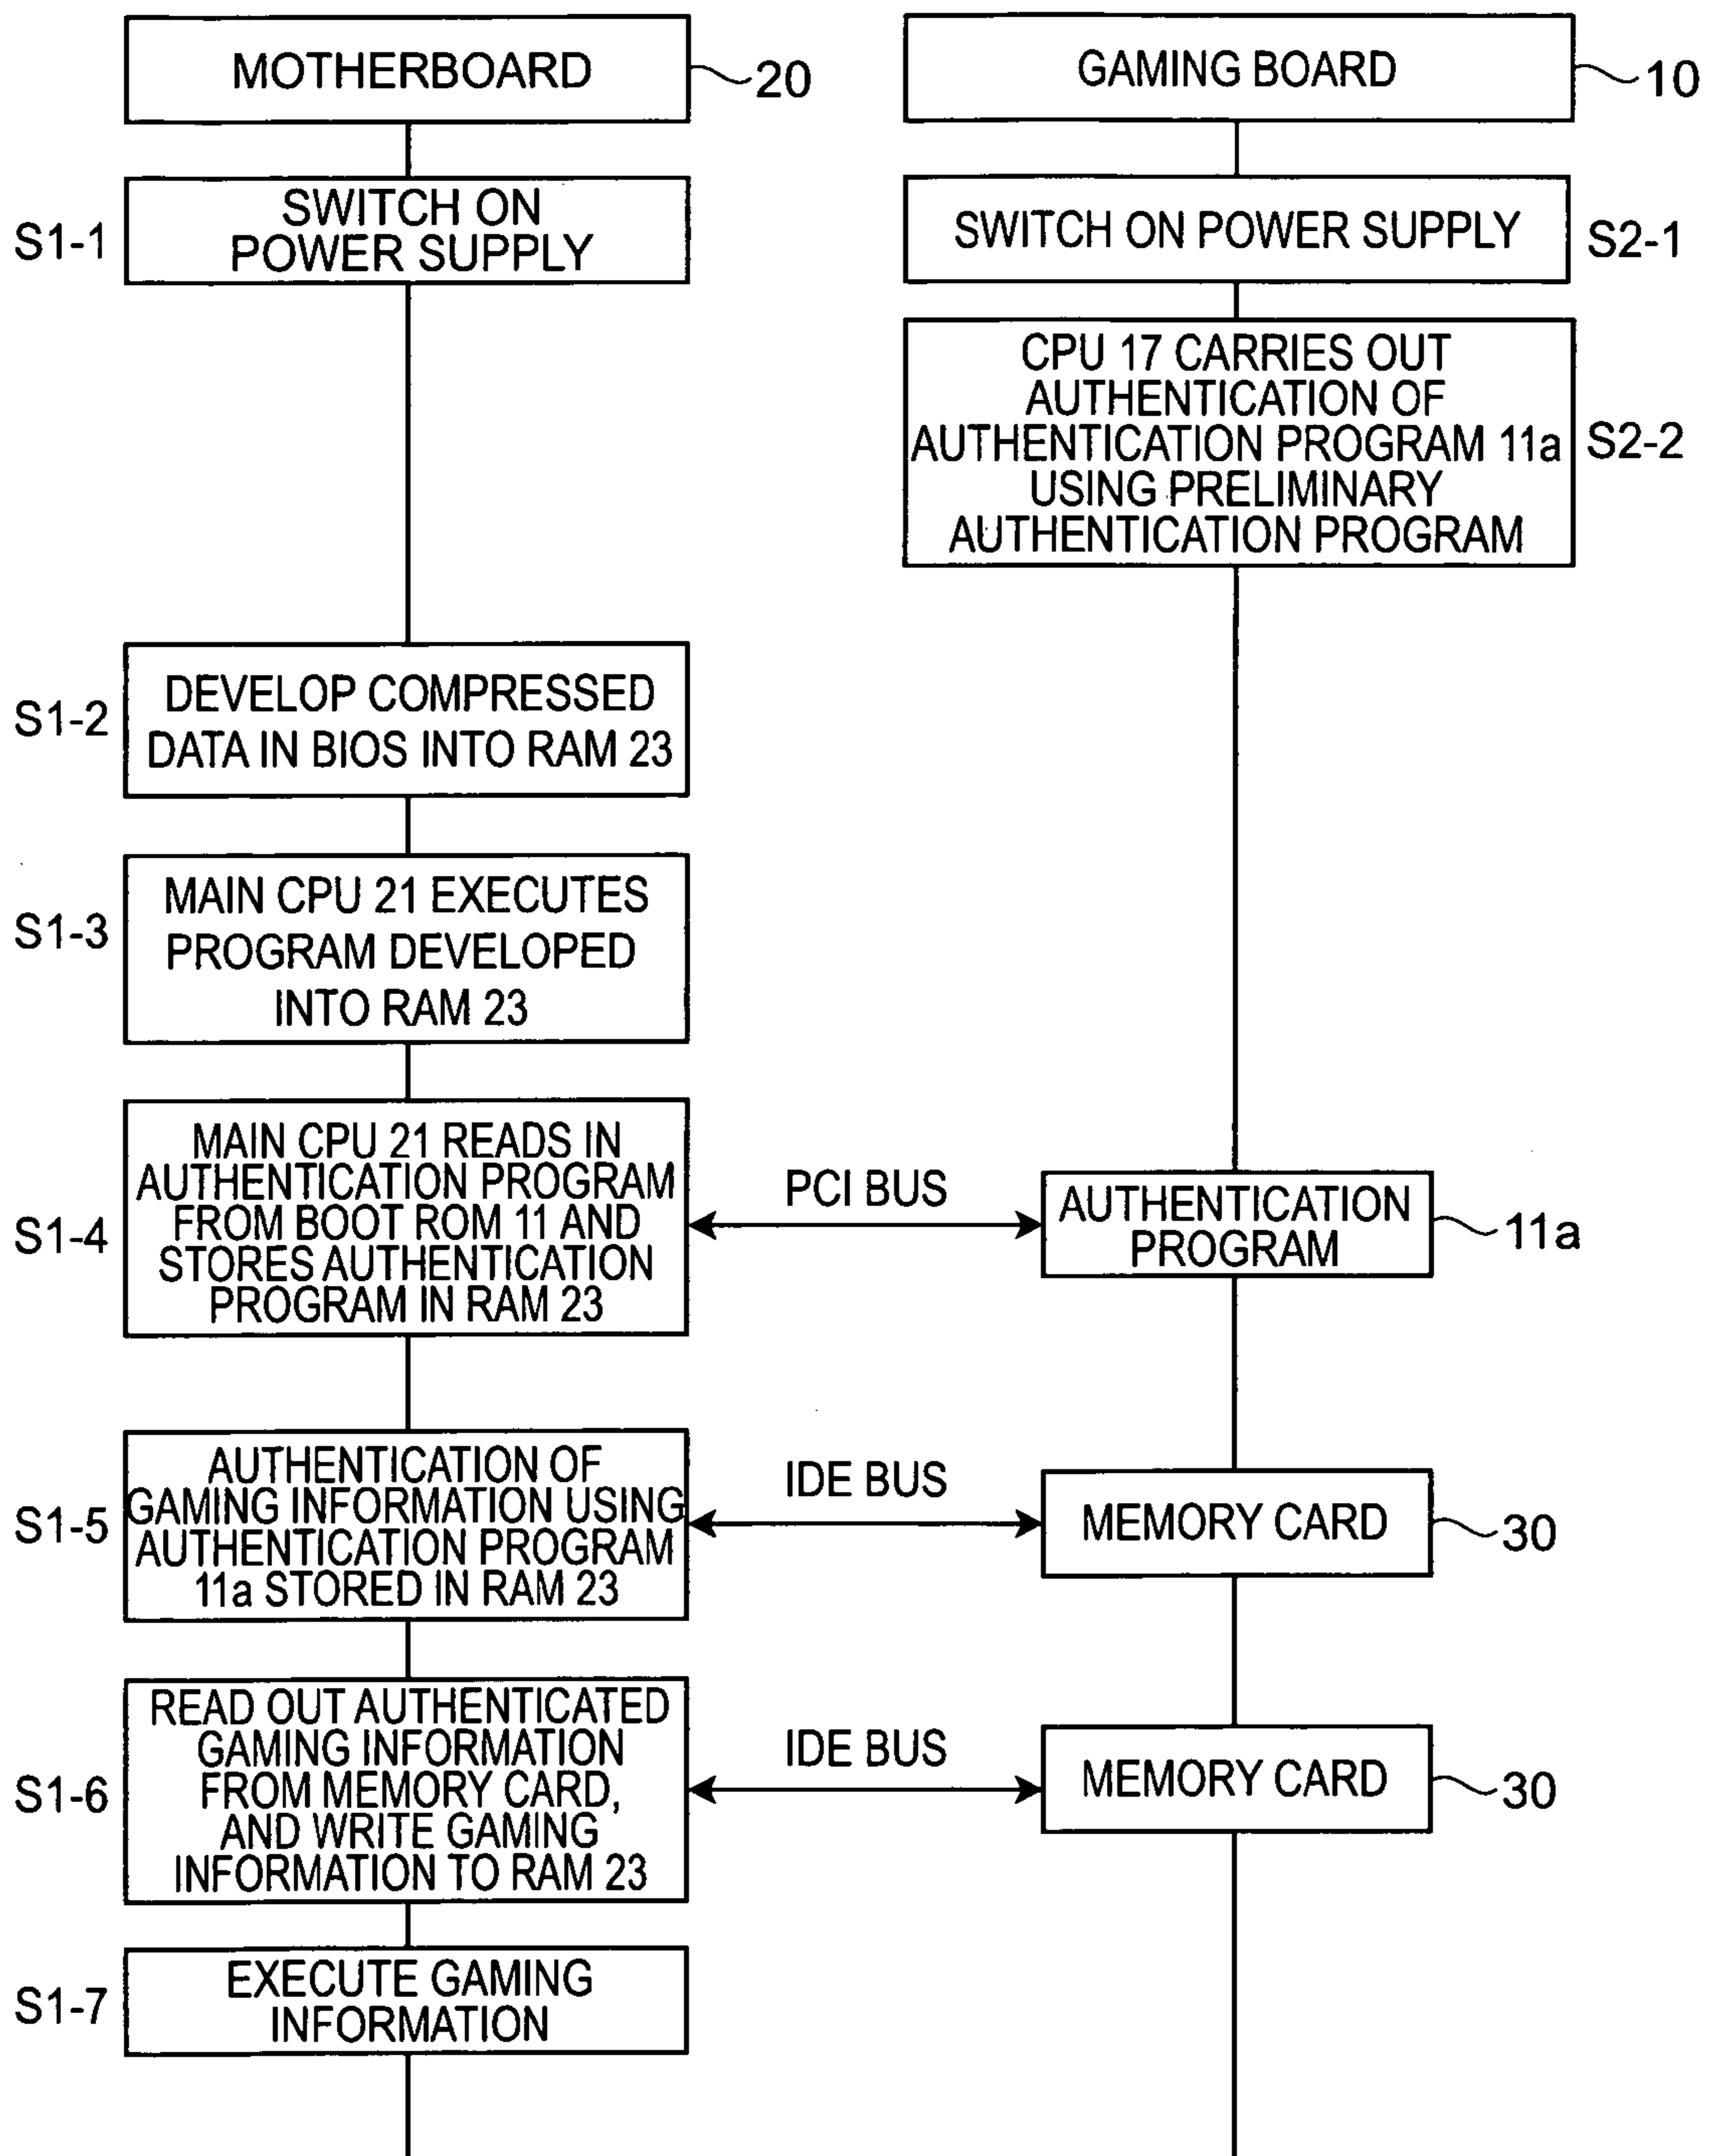 MOTHERBOARD
20
GAMING BOARD
10
S1-1
SWITCH ON
POWER SUPPLY
SWITCH ON POWER SUPPLY
S2-1
CPU 17 CARRIES OUT
AUTHENTICATION OF
AUTHENTICATION PROGRAM 11a
USING PRELIMINARY
AUTHENTICATION PROGRAM
S2-2
S1-2
DEVELOP COMPRESSED
DATA IN BIOS INTO RAM 23
S1-3
MAIN CPU 21 EXECUTES
PROGRAM DEVELOPED
INTO RAM 23
S1-4
MAIN CPU 21 READS IN
AUTHENTICATION PROGRAM
FROM BOOT ROM 11 AND
STORES AUTHENTICATION
PROGRAM IN RAM 23
PCI BUS
AUTHENTICATION
PROGRAM
11a
S1-5
AUTHENTICATION OF
GAMING INFORMATION USING
AUTHENTICATION PROGRAM
11a STORED IN RAM 23
IDE BUS
MEMORY CARD
30
S1-6
READ OUT AUTHENTICATED
GAMING INFORMATION
FROM MEMORY CARD,
AND WRITE GAMING
INFORMATION TO RAM 23
IDE BUS
MEMORY CARD
30
S1-7
EXECUTE GAMING
INFORMATION